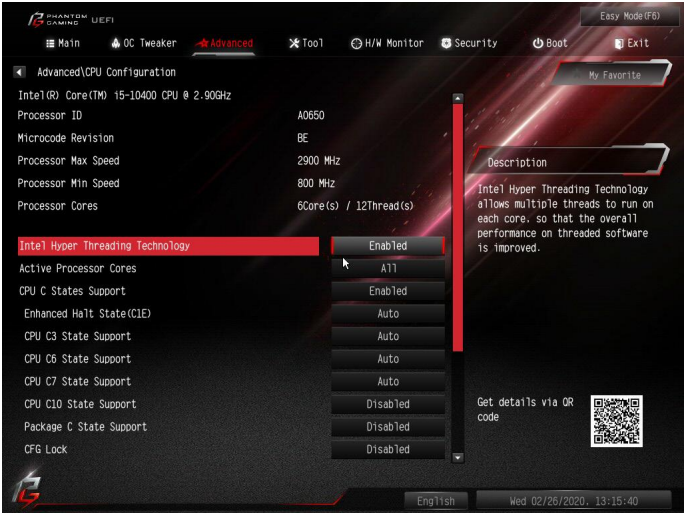 PHANTOM GAMING UEFI
Easy Mode(F6)
Main OC Tweaker Advanced Tool H/W Monitor Security Boot Exit
Advanced\CPU Configuration
My Favorite
Intel(R) Core(TM) i5-10400 CPU @ 2.90GHz
Processor ID A0650
Microcode Revision BE
Processor Max Speed 2900 MHz
Processor Min Speed 800 MHz
Processor Cores 6Core(s) / 12Thread(s)
Intel Hyper Threading Technology Enabled
Active Processor Cores All
CPU C States Support Enabled
Enhanced Halt State(C1E) Auto
CPU C3 State Support Auto
CPU C6 State Support Auto
CPU C7 State Support Auto
CPU C10 State Support Disabled
Package C State Support Disabled
CFG Lock Disabled
Description
Intel Hyper Threading Technology
allows multiple threads to run on
each core, so that the overall
performance on threaded software
is improved.
Get details via QR
code
English
Wed 02/26/2020, 13:15:40